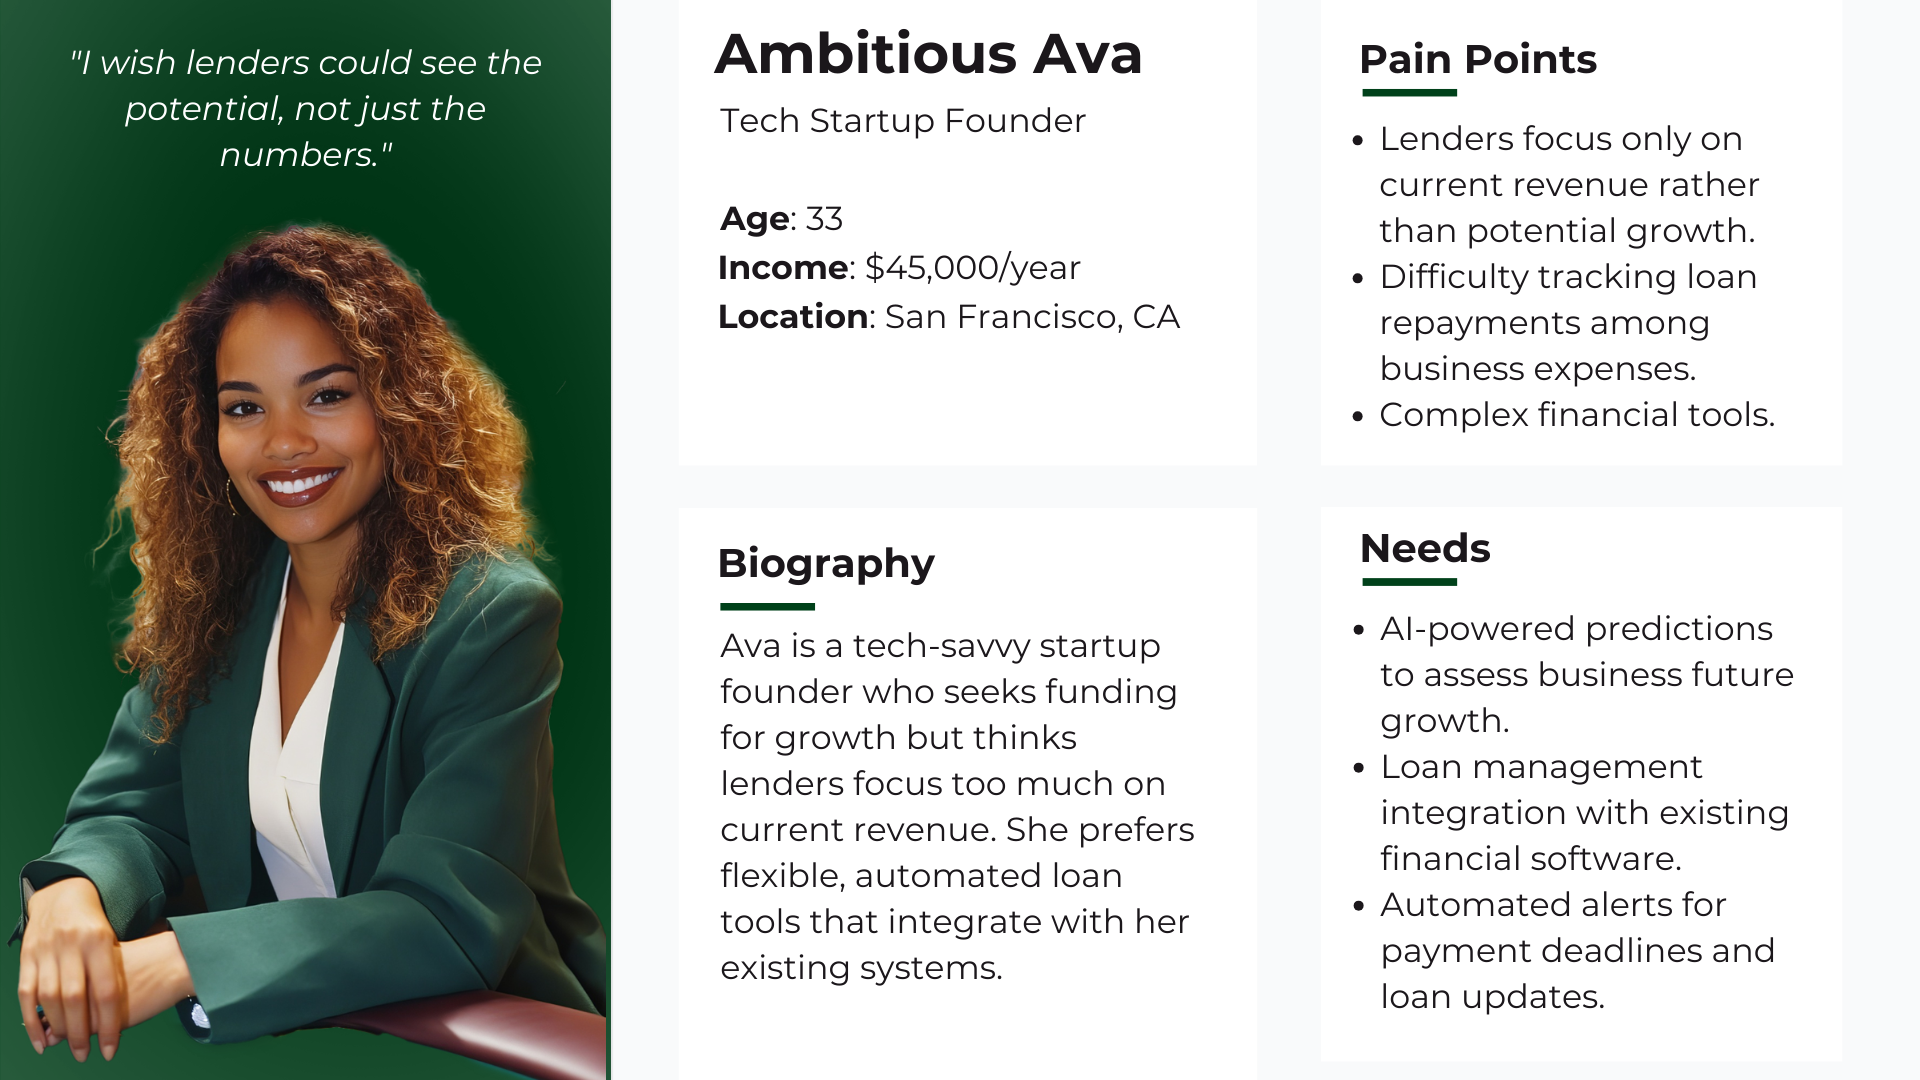 "I wish lenders could see the
potential, not just the
numbers."
Ambitious Ava
Tech Startup Founder
Age: 33
Income: $45,000/year
Location: San Francisco, CA
Biography
Ava is a tech-savvy startup
founder who seeks funding
for growth but thinks
lenders focus too much on
current revenue. She prefers
flexible, automated loan
tools that integrate with her
existing systems.
Pain Points
• Lenders focus only on
current revenue rather
than potential growth.
• Difficulty tracking loan
repayments among
business expenses.
• Complex financial tools.
Needs
• AI-powered predictions
to assess business future
growth.
• Loan management
integration with existing
financial software.
• Automated alerts for
payment deadlines and
loan updates.